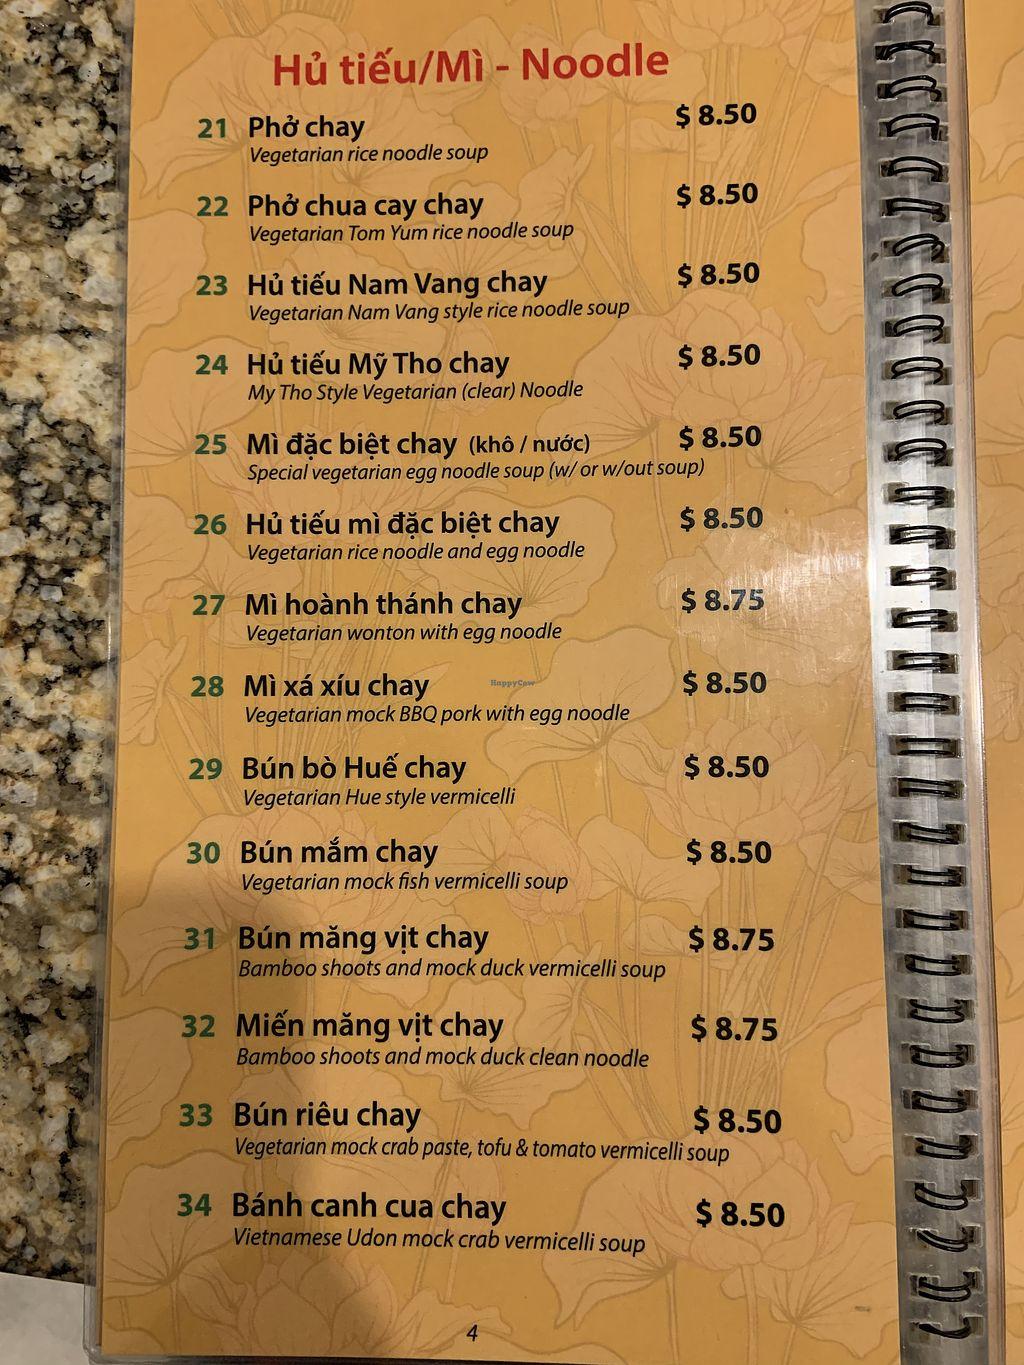 Hủ tiếu/Mì - Noodle
21 Phở chay $ 8.50
Vegetarian rice noodle soup
22 Phở chua cay chay $ 8.50
Vegetarian Tom Yum rice noodle soup
23 Hủ tiếu Nam Vang chay $ 8.50
Vegetarian Nam Vang style rice noodle soup
24 Hủ tiếu Mỹ Tho chay $ 8.50
My Tho Style Vegetarian (clear) Noodle
25 Mì đặc biệt chay (khô / nước) $ 8.50
Special vegetarian egg noodle soup (w/ or w/out soup)
26 Hủ tiếu mì đặc biệt chay $ 8.50
Vegetarian rice noodle and egg noodle
27 Mì hoành thánh chay $ 8.75
Vegetarian wonton with egg noodle
28 Mì xá xíu chay $ 8.50
HappyCow
Vegetarian mock BBQ pork with egg noodle
29 Bún bò Huế chay $ 8.50
Vegetarian Hue style vermicelli
30 Bún mắm chay $ 8.50
Vegetarian mock fish vermicelli soup
31 Bún măng vịt chay $ 8.75
Bamboo shoots and mock duck vermicelli soup
32 Miến măng vịt chay $ 8.75
Bamboo shoots and mock duck clean noodle
33 Bún riêu chay $ 8.50
Vegetarian mock crab paste, tofu & tomato vermicelli soup
34 Bánh canh cua chay $ 8.50
Vietnamese Udon mock crab vermicelli soup
4